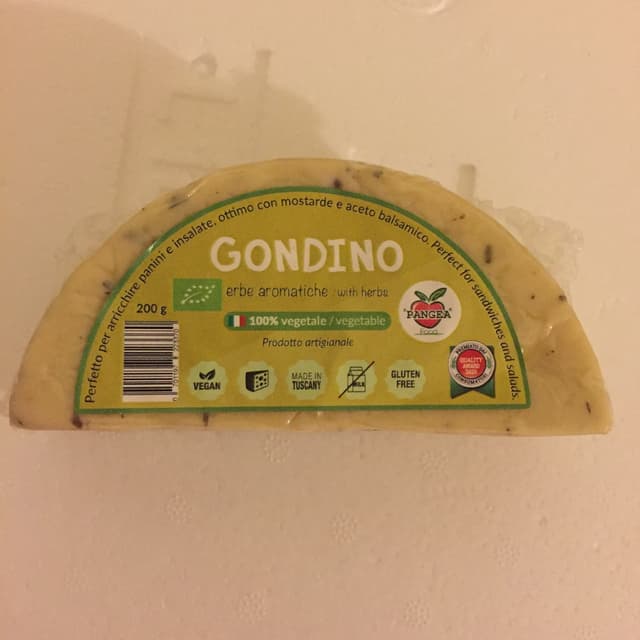 Perfetto per arricchire panini e insalate, ottimo con mostarde e aceto balsamico. Perfect for sandwiches and salads.
GONDINO
erbe aromatiche / with herbs
200 g
PANGEA
FOOD
100% vegetale / vegetable
Prodotto artigianale
VEGAN
MADE IN
TUSCANY
MILK
GLUTEN
FREE
QUALITY
AWARD